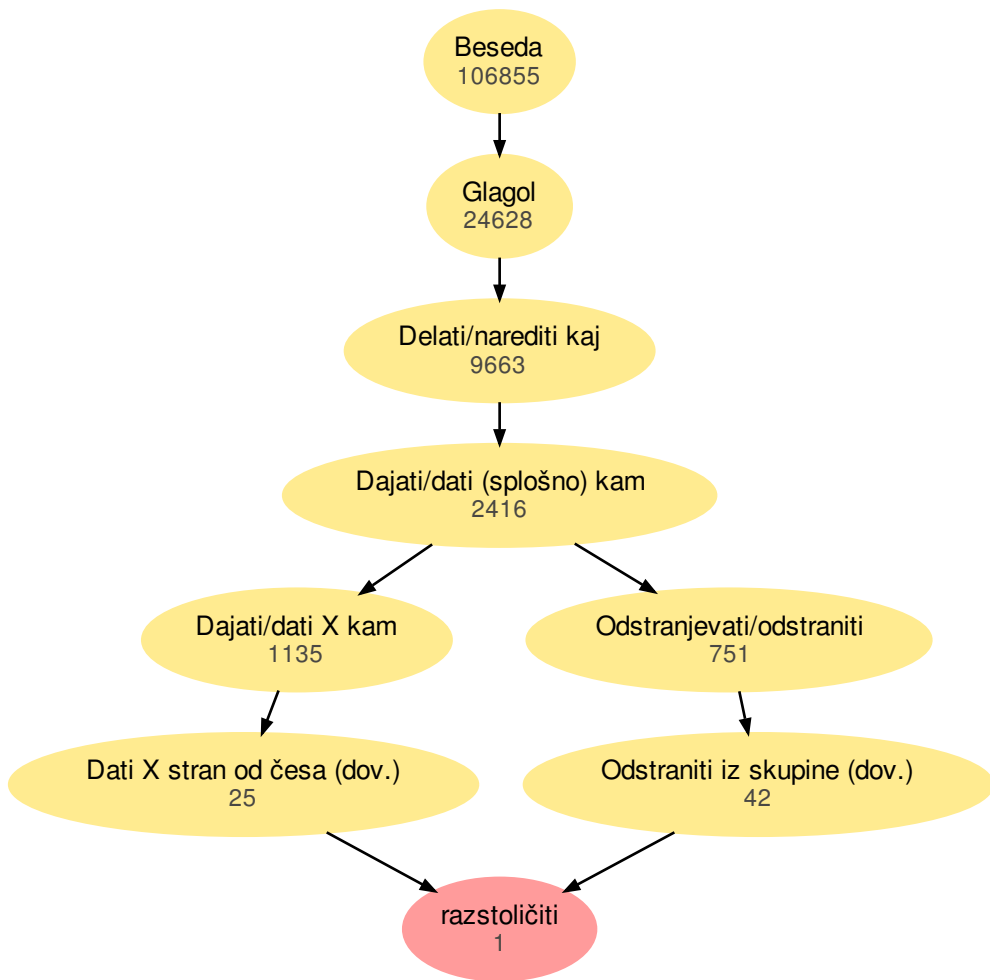 Beseda
106855
Glagol
24628
Delati/narediti kaj
9663
Dajati/dati (splošno) kam
2416
Dajati/dati X kam
1135
Odstranjevati/odstraniti
751
Dati X stran od česa (dov.)
25
Odstraniti iz skupine (dov.)
42
razstoličiti
1